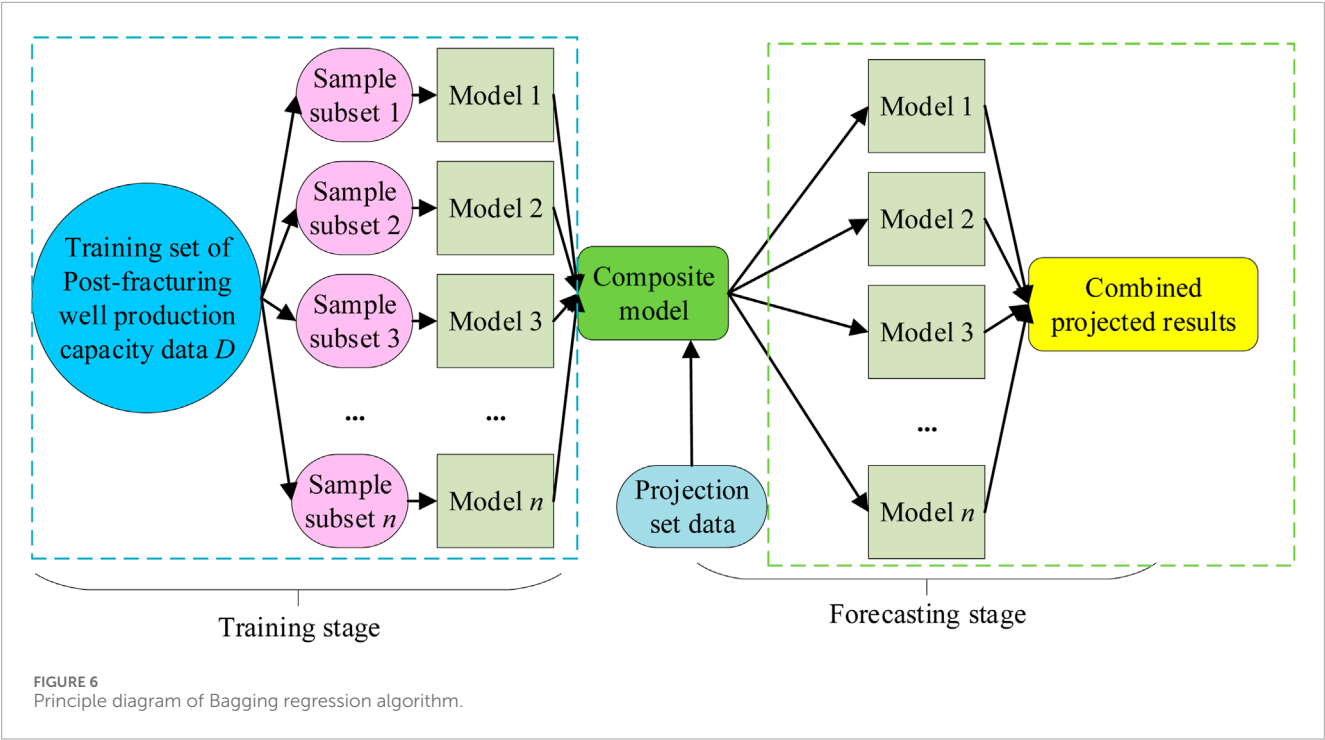 Training set of
Post-fracturing
well production
capacity data D
Sample
subset 1
Model 1
Sample
subset 2
Model 2
Sample
subset 3
Model 3
...
...
Sample
subset n
Model n
Composite
model
Projection
set data
Model 1
Model 2
Model 3
...
Model n
Combined
projected results
Training stage
Forecasting stage
FIGURE 6
Principle diagram of Bagging regression algorithm.